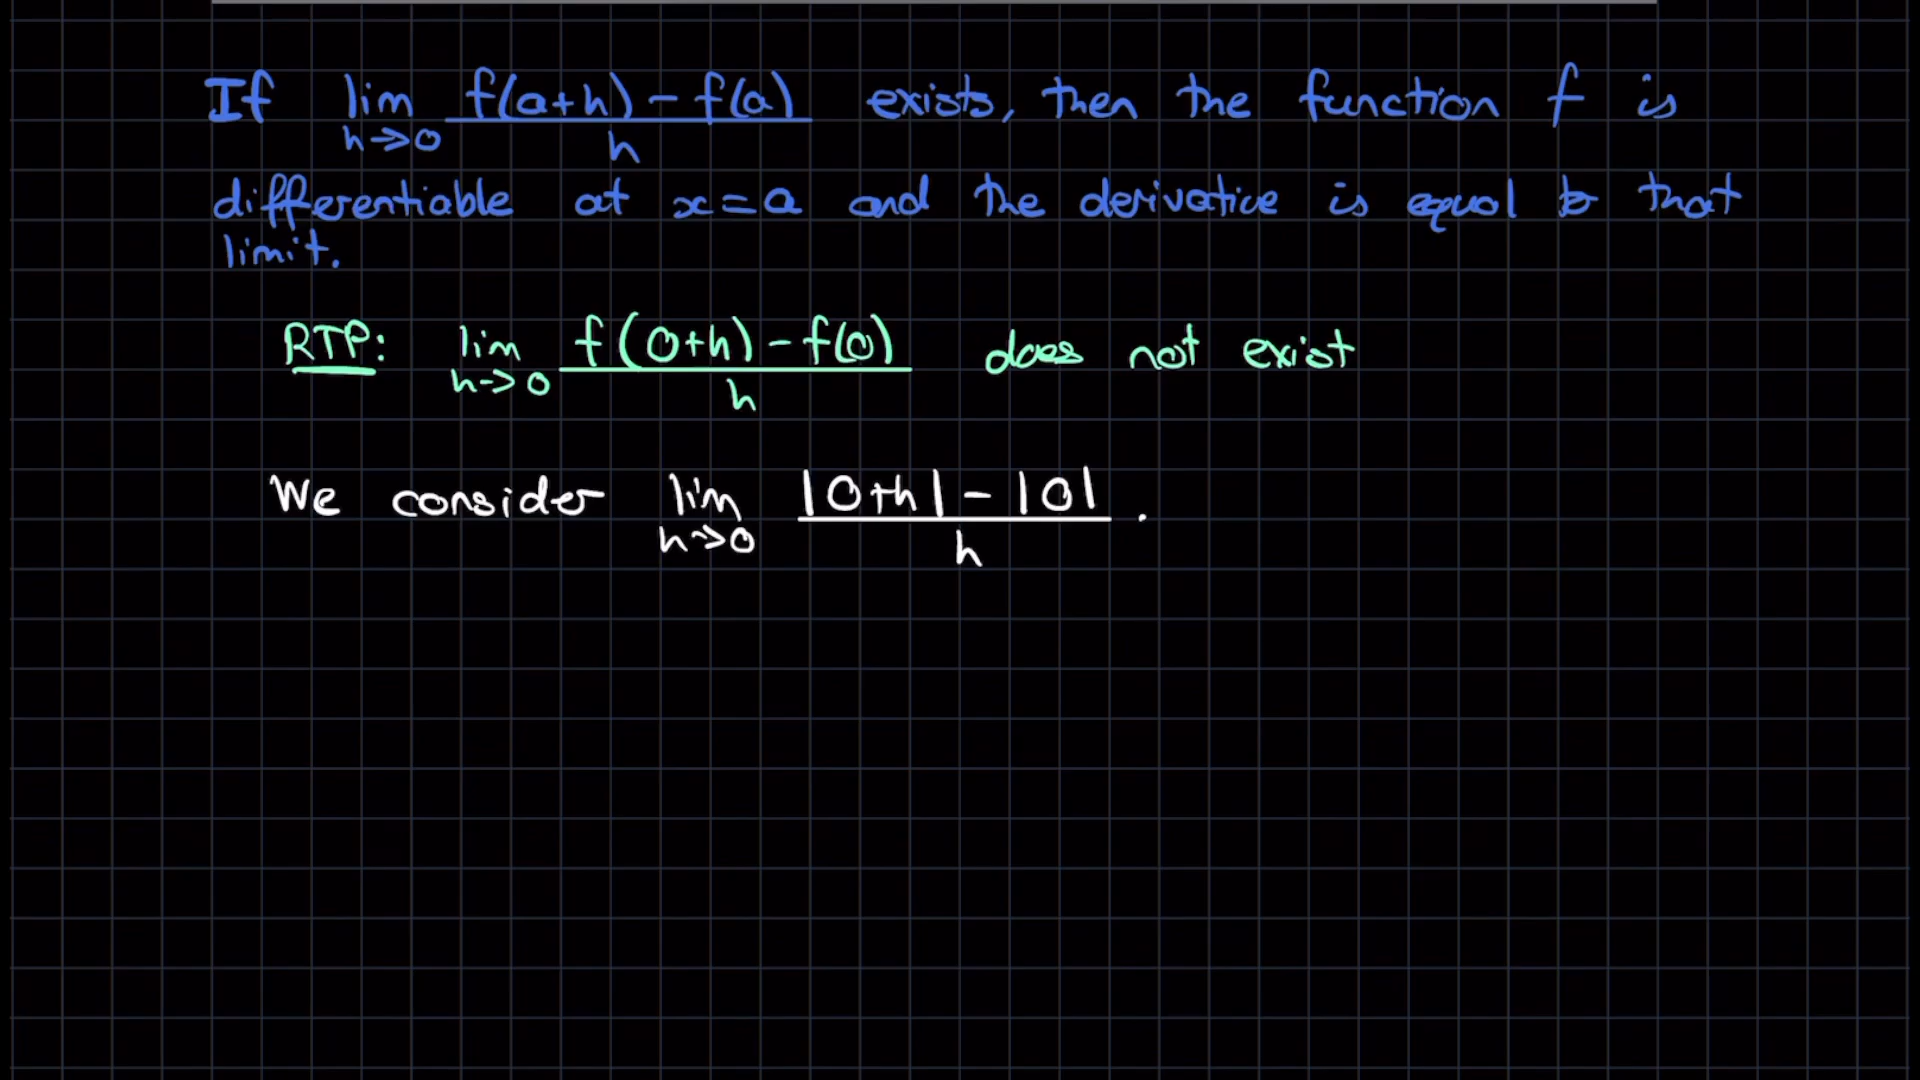 If lim h→0 f(a+h) - f(a) / h exists, then the function f is
differentiable at x = a and the derivative is equal to that
limit.
RTP: lim h→0 f(0+h) - f(0) / h does not exist
We consider lim h→0 |0+h| - |0| / h .